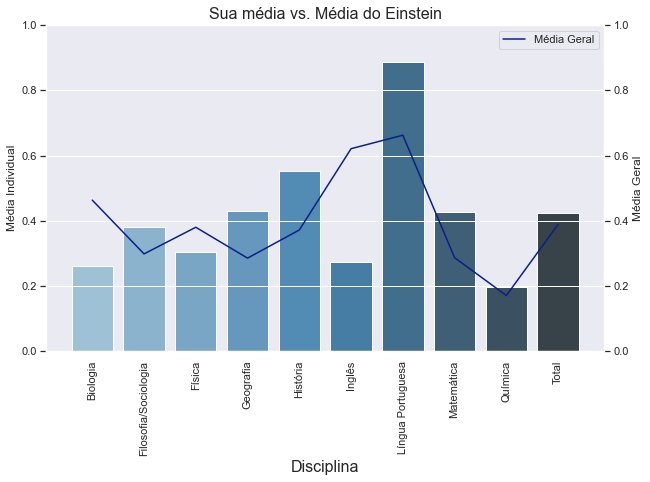 Sua média vs. Média do Einstein
Média Geral
1.0
0.8
0.6
0.4
0.2
0.0
Média Individual
1.0
0.8
0.6
0.4
0.2
0.0
Média Geral
Biologia
Filosofia/Sociologia
Física
Geografia
História
Inglês
Língua Portuguesa
Matemática
Química
Total
Disciplina